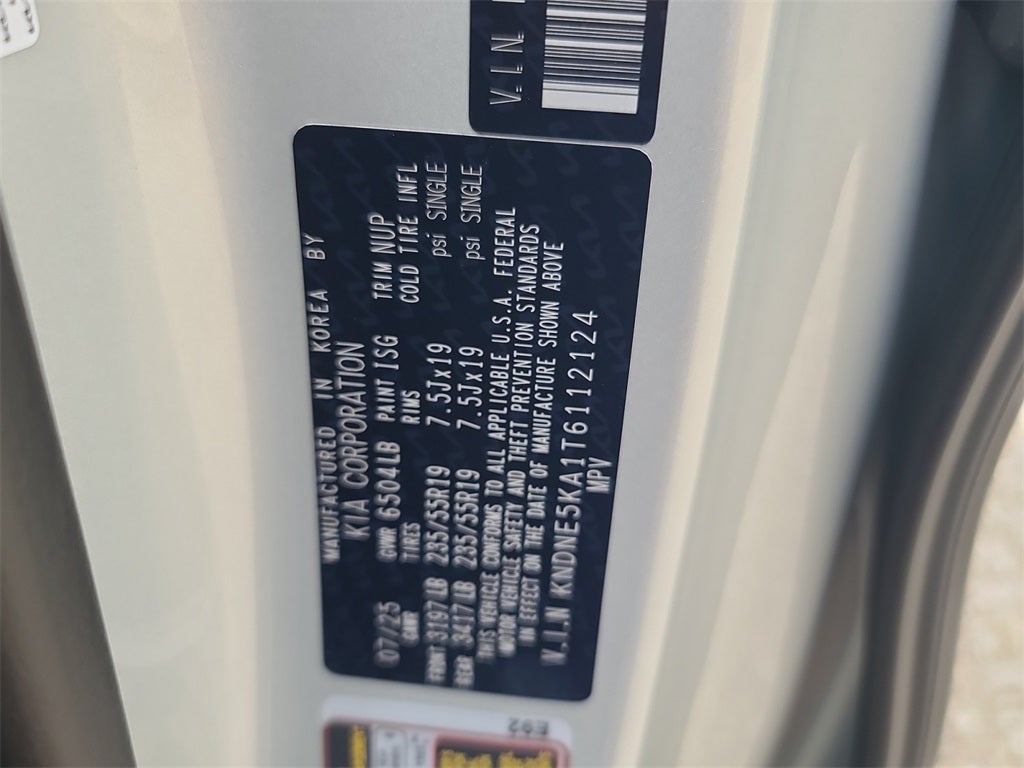 V.I.N.
MANUFACTURED IN KOREA BY
KIA CORPORATION
07/25 GVWR 6504LB PAINT ISG TRIM NUP
GAWR TIRES RIMS COLD TIRE INFL
FRONT 3197LB 235/55R19 7.5Jx19 psi SINGLE
REAR 3417LB 235/55R19 7.5Jx19 psi SINGLE
THIS VEHICLE CONFORMS TO ALL APPLICABLE U.S.A. FEDERAL
MOTOR VEHICLE SAFETY AND THEFT PREVENTION STANDARDS
IN EFFECT ON THE DATE OF MANUFACTURE SHOWN ABOVE
V.I.N KNDNE5KA1T6112124
MPV
E92